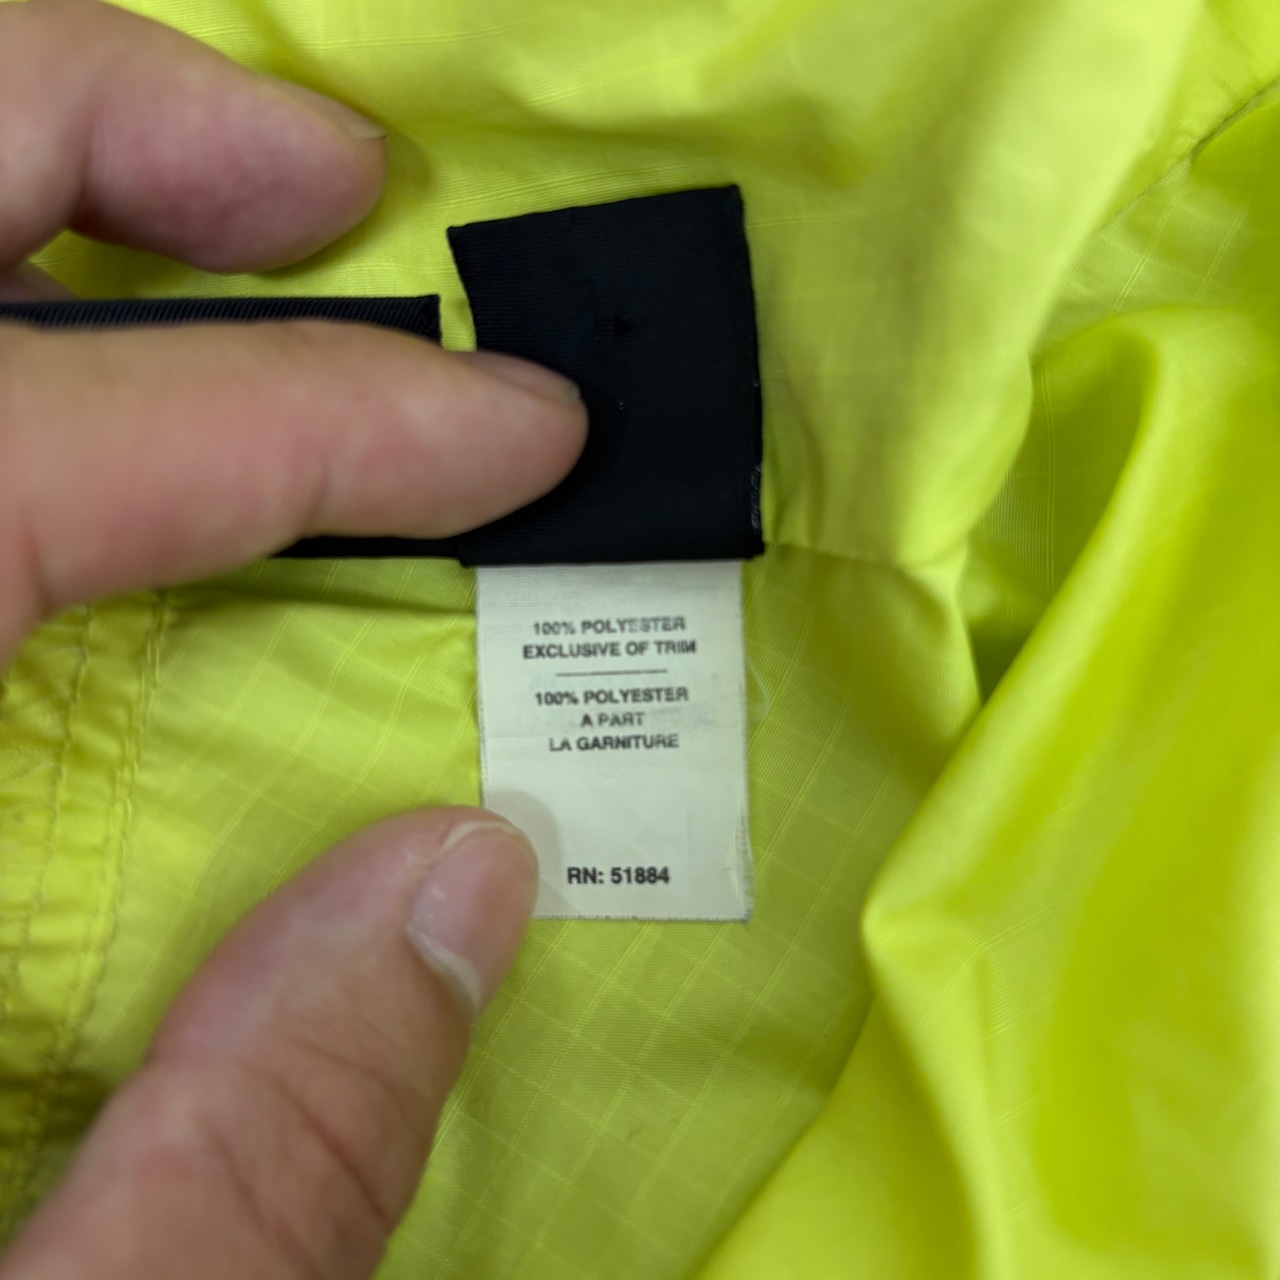 100% POLYESTER
EXCLUSIVE OF TRIM
100% POLYESTER
A PART
LA GARNITURE
RN: 51884